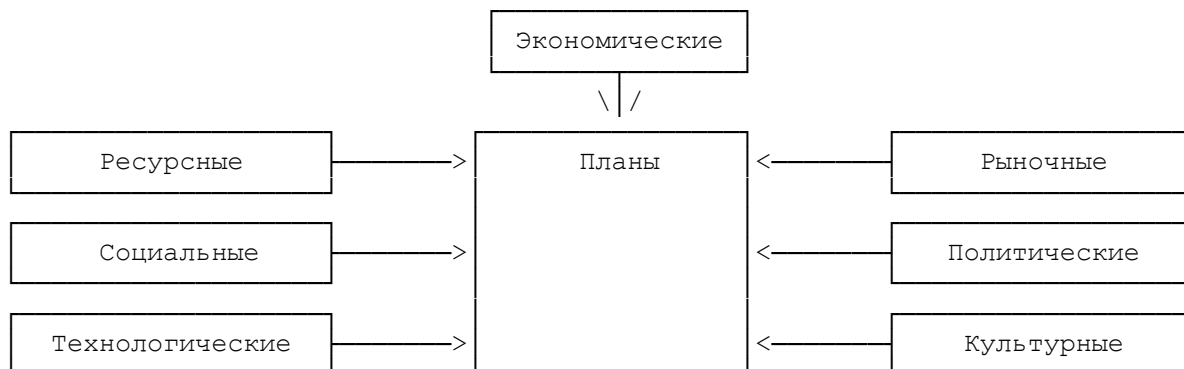 Экономические
Ресурсные
Планы
Рыночные
Социальные
Политические
Технологические
Культурные